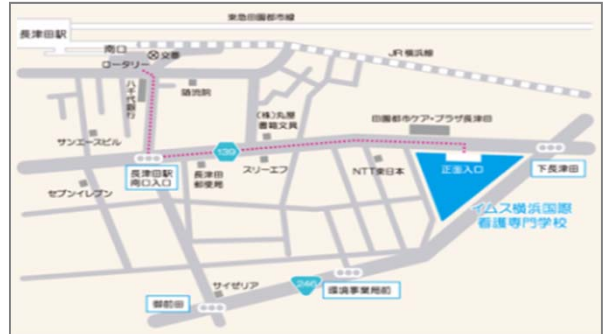 東急田園都市線
長津田駅
南口
交番
ロータリー
JR横浜線
八千代銀行
随流院
(株)丸屋
書籍文具
田園都市ケア・プラザ長津田
サンエースビル
139
長津田駅
南口入口
長津田
郵便局
スリーエフ
NTT東日本
正面入口
下長津田
セブンイレブン
イムス横浜国際
看護専門学校
サイゼリア
246
環境事業局前
御前田